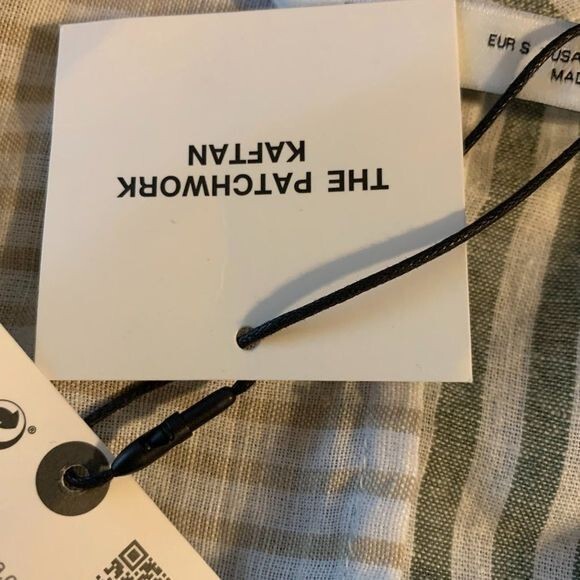 THE PATCHWORK
KAFTAN
EUR S USA
MAD
®